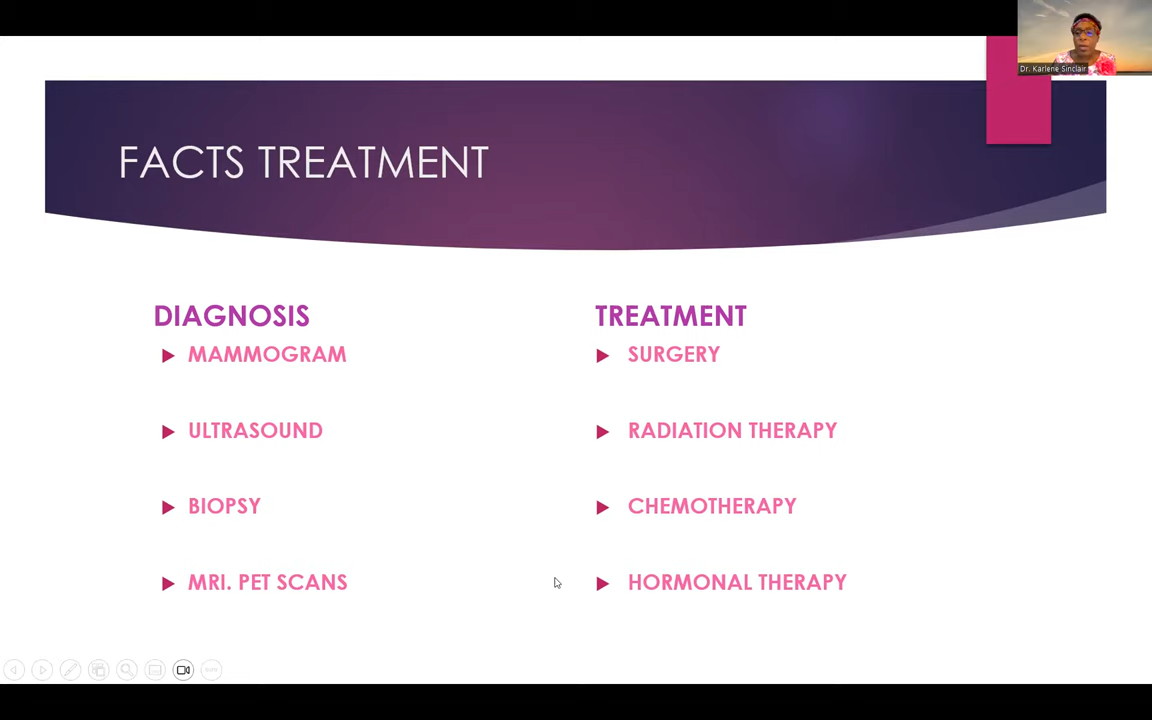 Dr. Karlene Sinclair
FACTS TREATMENT
DIAGNOSIS
MAMMOGRAM
ULTRASOUND
BIOPSY
MRI. PET SCANS
TREATMENT
SURGERY
RADIATION THERAPY
CHEMOTHERAPY
HORMONAL THERAPY